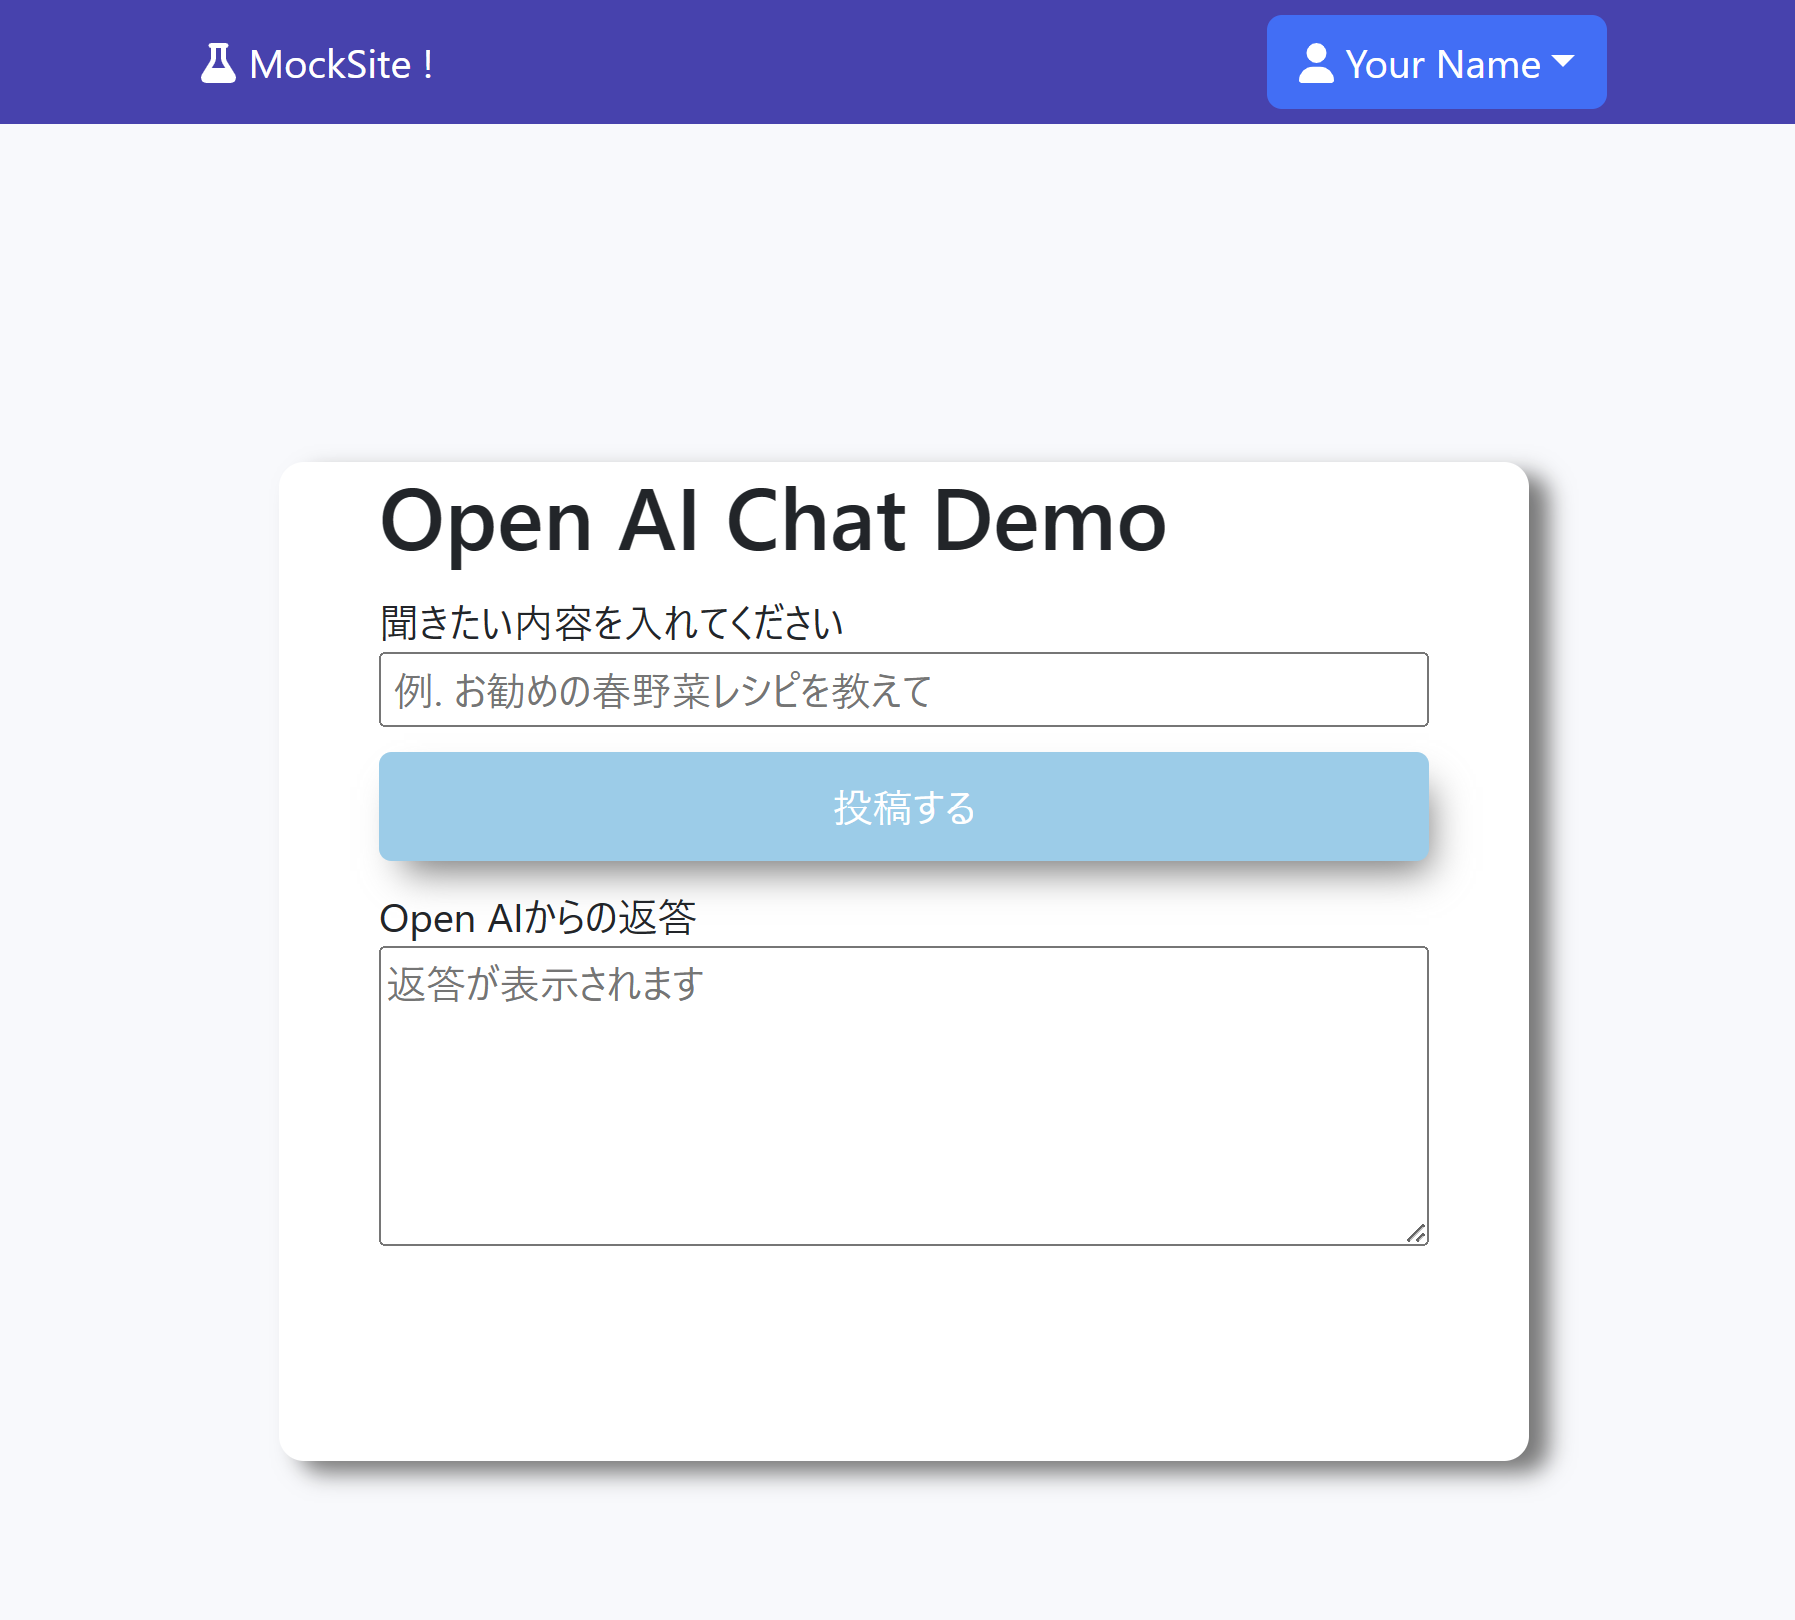 MockSite !
Your Name
Open AI Chat Demo
聞きたい内容を入れてください
例. お勧めの春野菜レシピを教えて
投稿する
Open AIからの返答
返答が表示されます